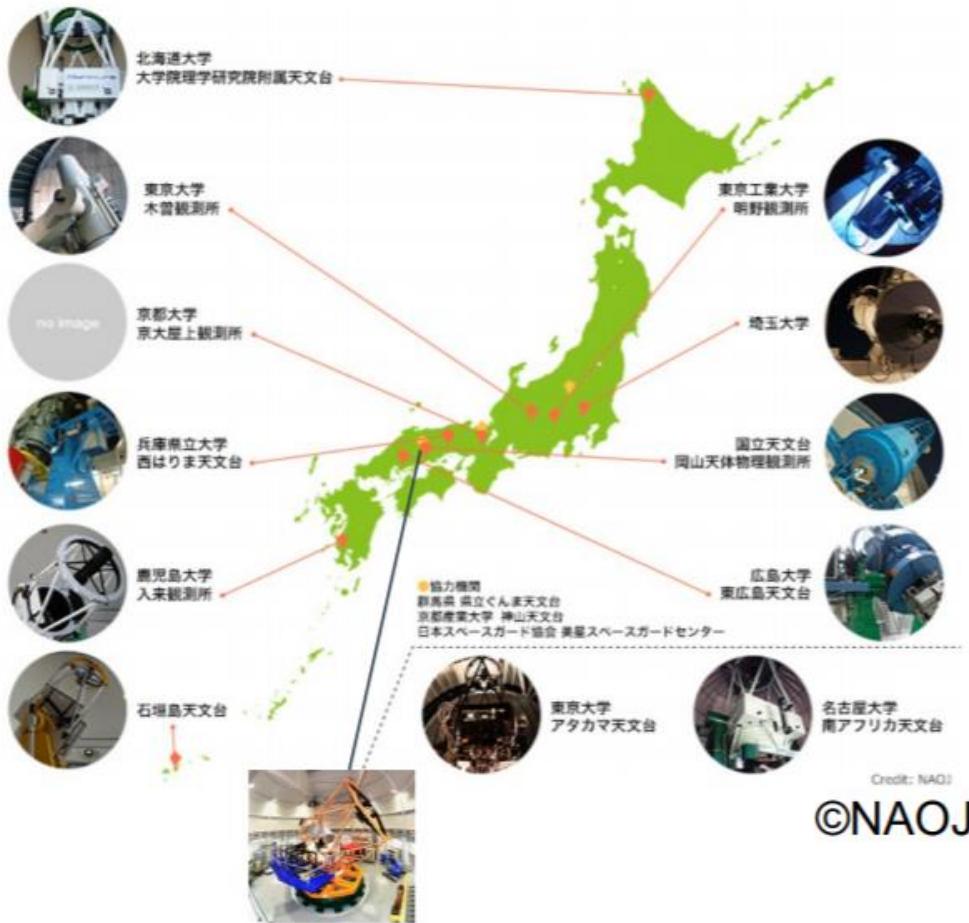 北海道大学
大学院理学研究院附属天文台
東京大学
木曽観測所
東京工業大学
明野観測所
no image
京都大学
京大屋上観測所
埼玉大学
兵庫県立大学
西はりま天文台
国立天文台
岡山天体物理観測所
鹿児島大学
入来観測所
広島大学
東広島天文台
協力機関
群馬県 県立ぐんま天文台
京都産業大学 神山天文台
日本スペースガード協会 美星スペースガードセンター
石垣島天文台
東京大学
アタカマ天文台
名古屋大学
南アフリカ天文台
Credit: NAOJ
©NAOJ